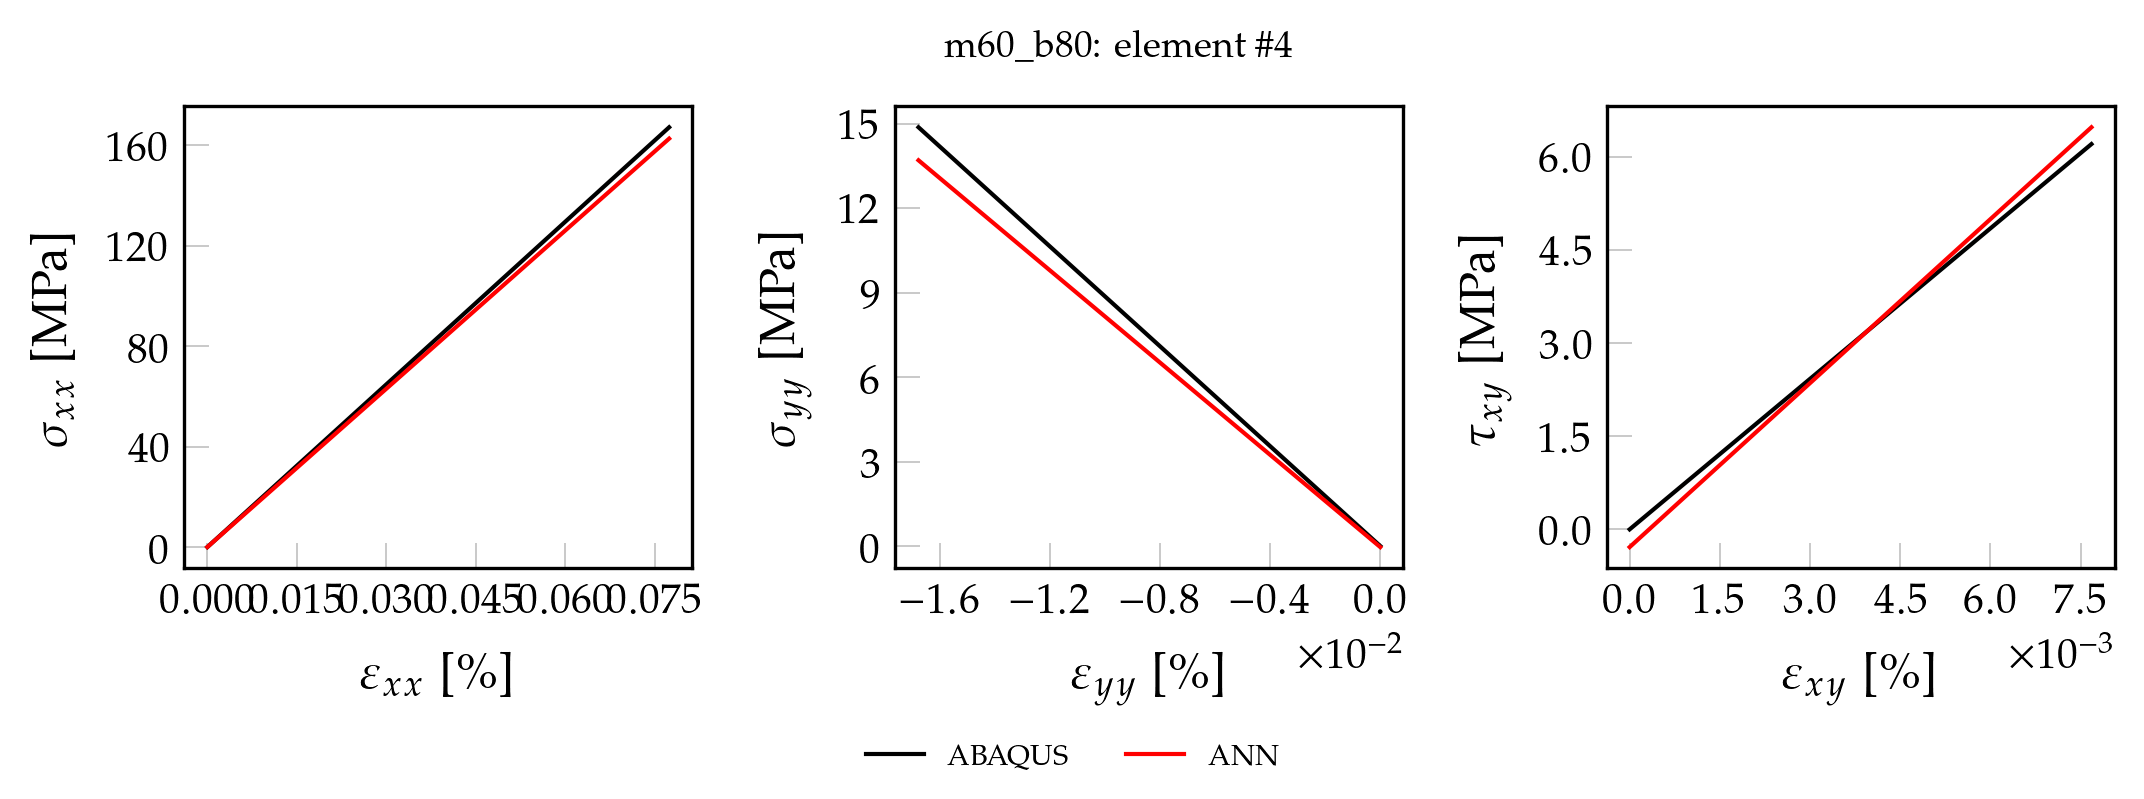 m60_b80: element #4
σxx [MPa]
160
120
80
40
0
0.000 0.015 0.030 0.045 0.060 0.075
εxx [%]
σyy [MPa]
15
12
9
6
3
0
−1.6 −1.2 −0.8 −0.4 0.0
×10⁻²
εyy [%]
τxy [MPa]
6.0
4.5
3.0
1.5
0.0
0.0 1.5 3.0 4.5 6.0 7.5
×10⁻³
εxy [%]
ABAQUS ANN